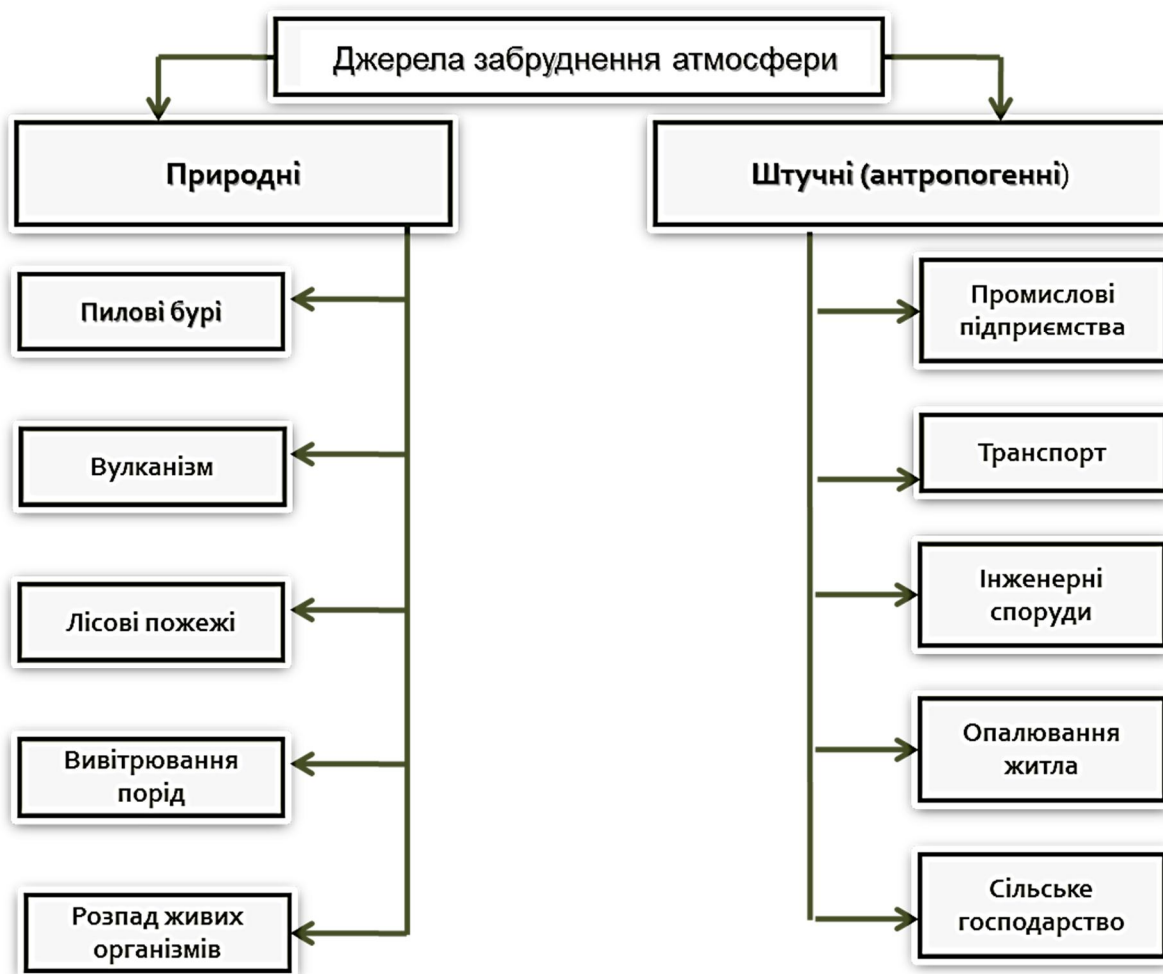 Джерела забруднення атмосфери
Природні
Штучні (антропогенні)
Пилові бурі
Вулканізм
Лісові пожежі
Вивітрювання
порід
Розпад живих
організмів
Промислові
підприємства
Транспорт
Інженерні
споруди
Опалювання
житла
Сільське
господарство